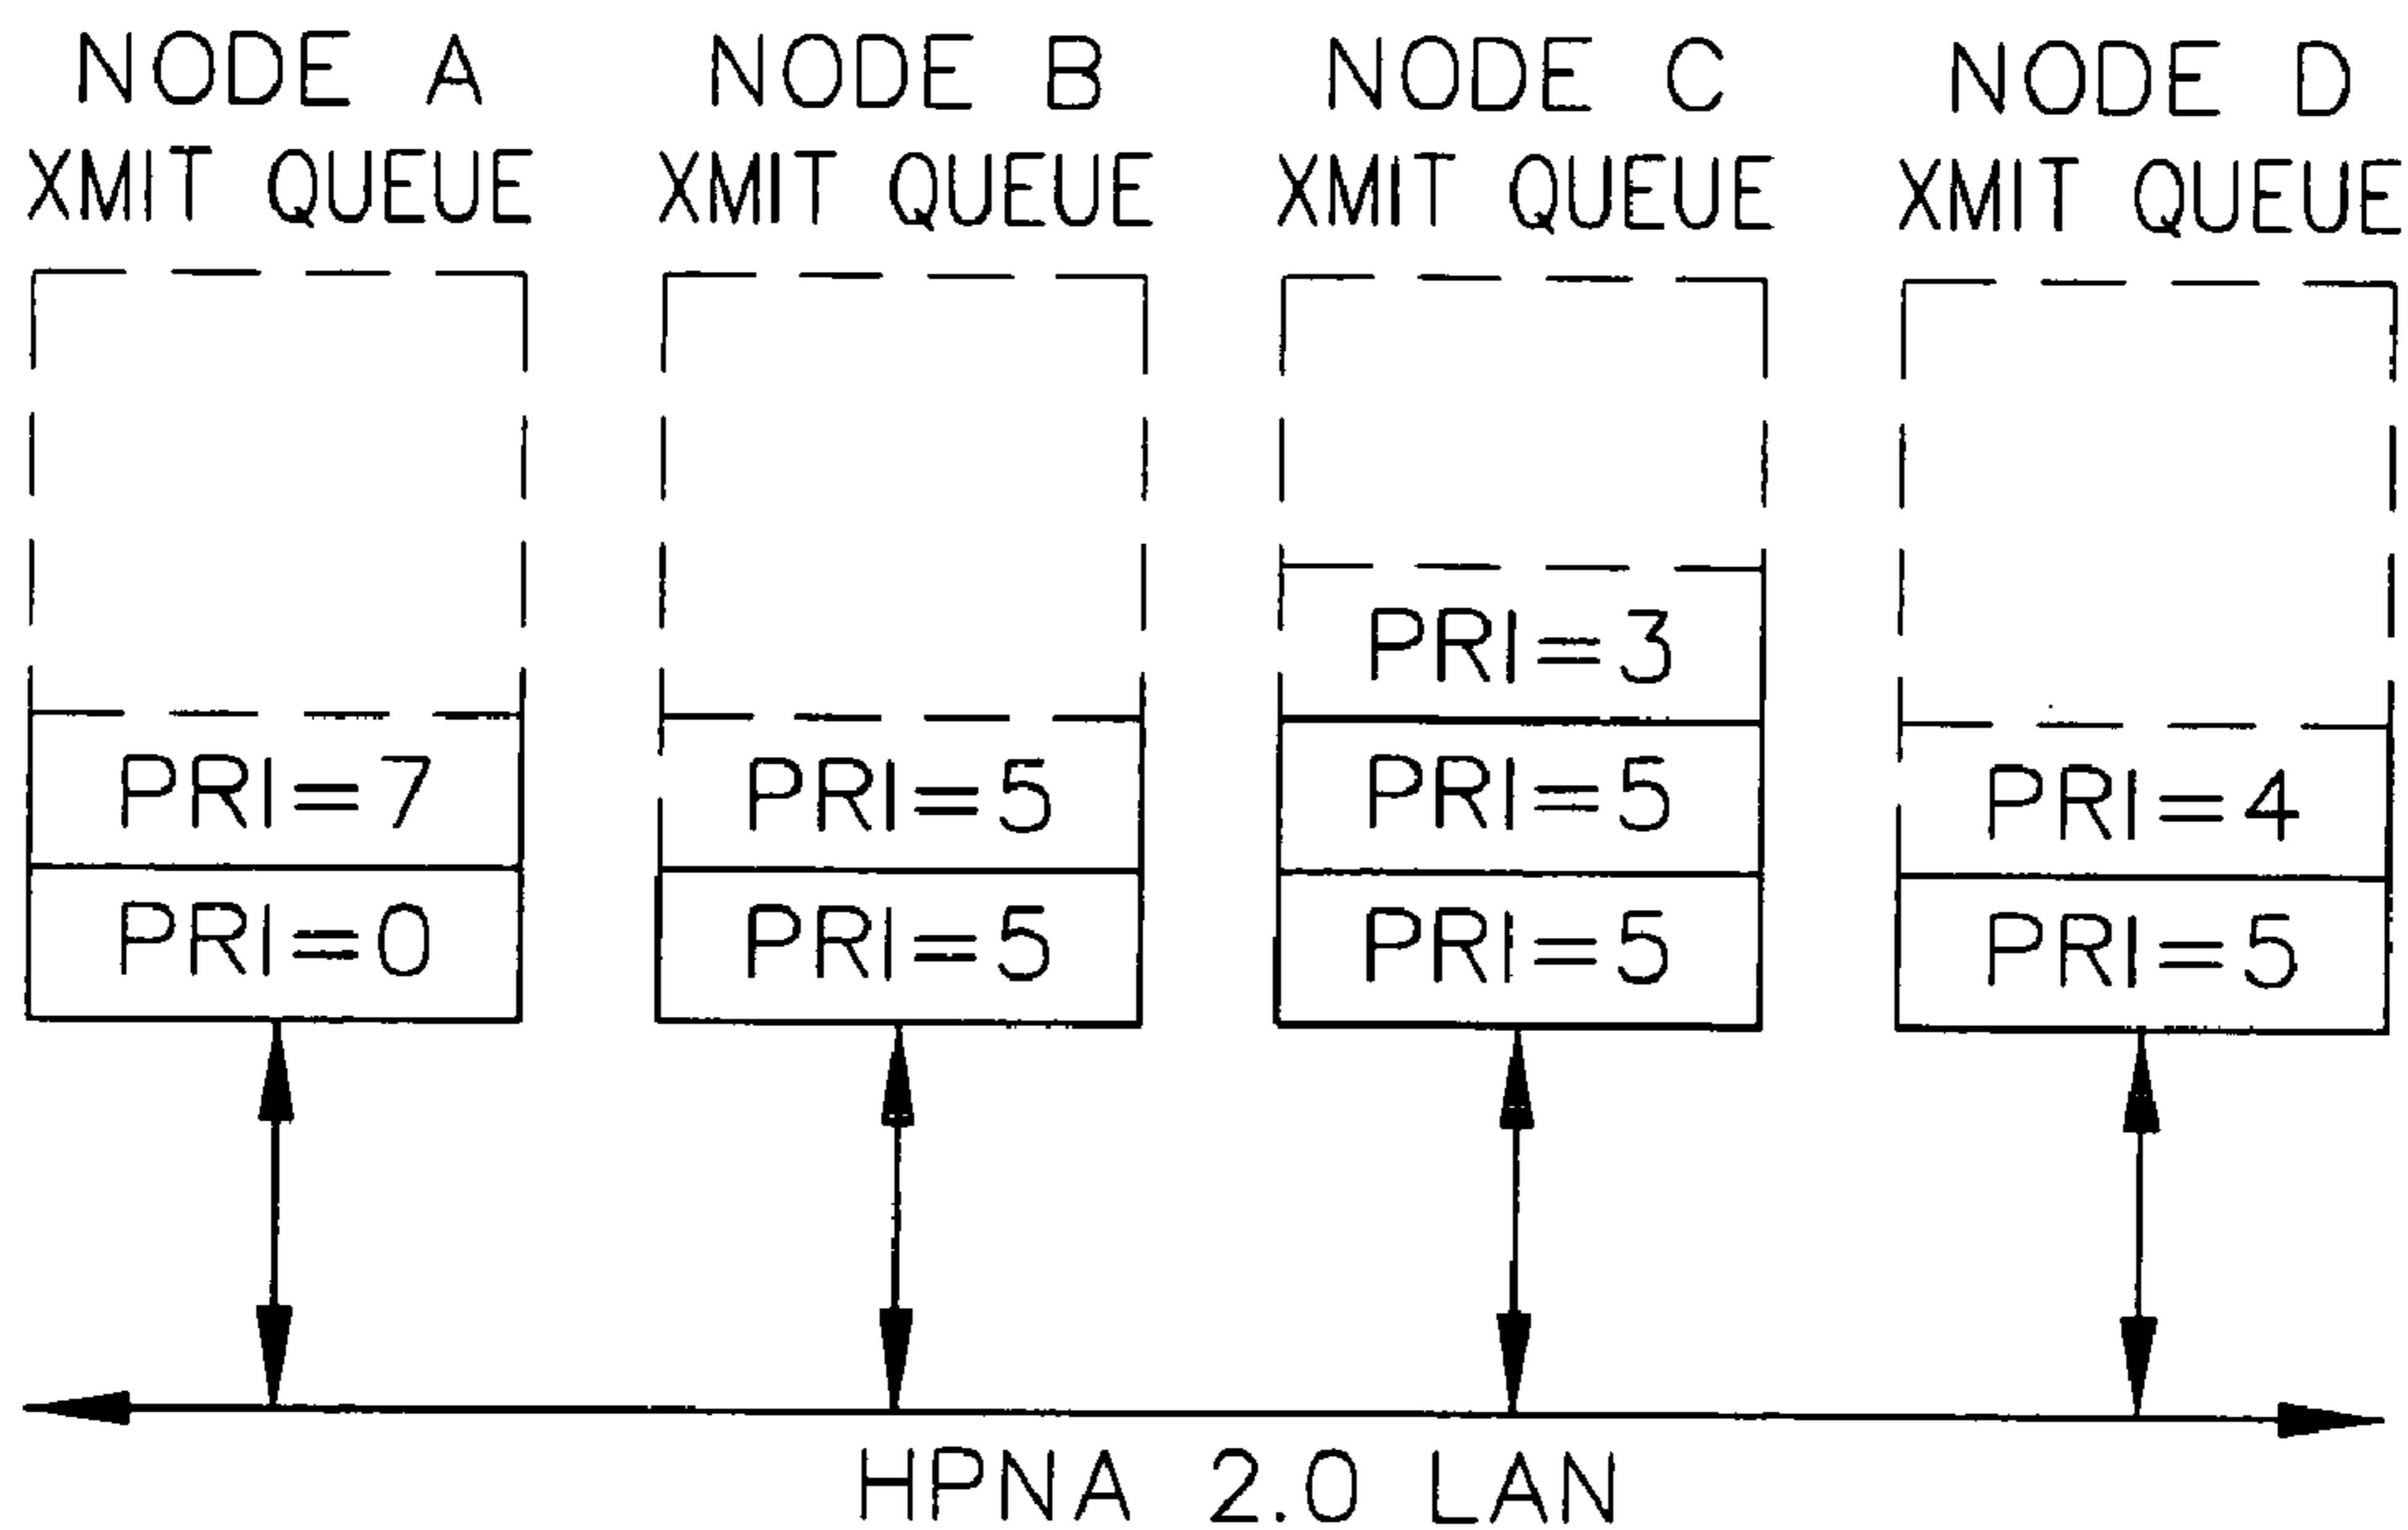 NODE A
XMIT QUEUE
NODE B
XMIT QUEUE
NODE C
XMIT QUEUE
NODE D
XMIT QUEUE
PRI=7
PRI=0
PRI=5
PRI=5
PRI=3
PRI=5
PRI=5
PRI=4
PRI=5
HPNA 2.0 LAN